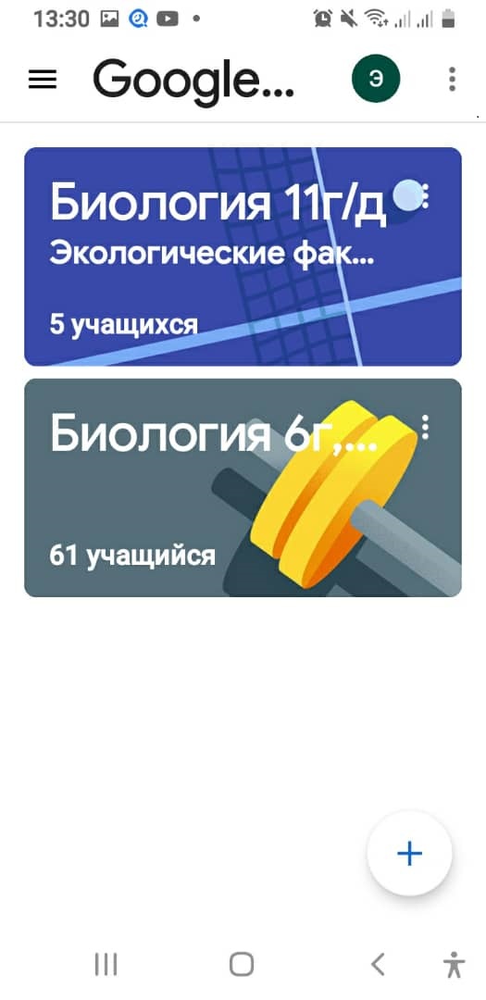 13:30
Google...
Э
Биология 11г/д
Экологические фак...
5 учащихся
Биология 6г,...
61 учащийся